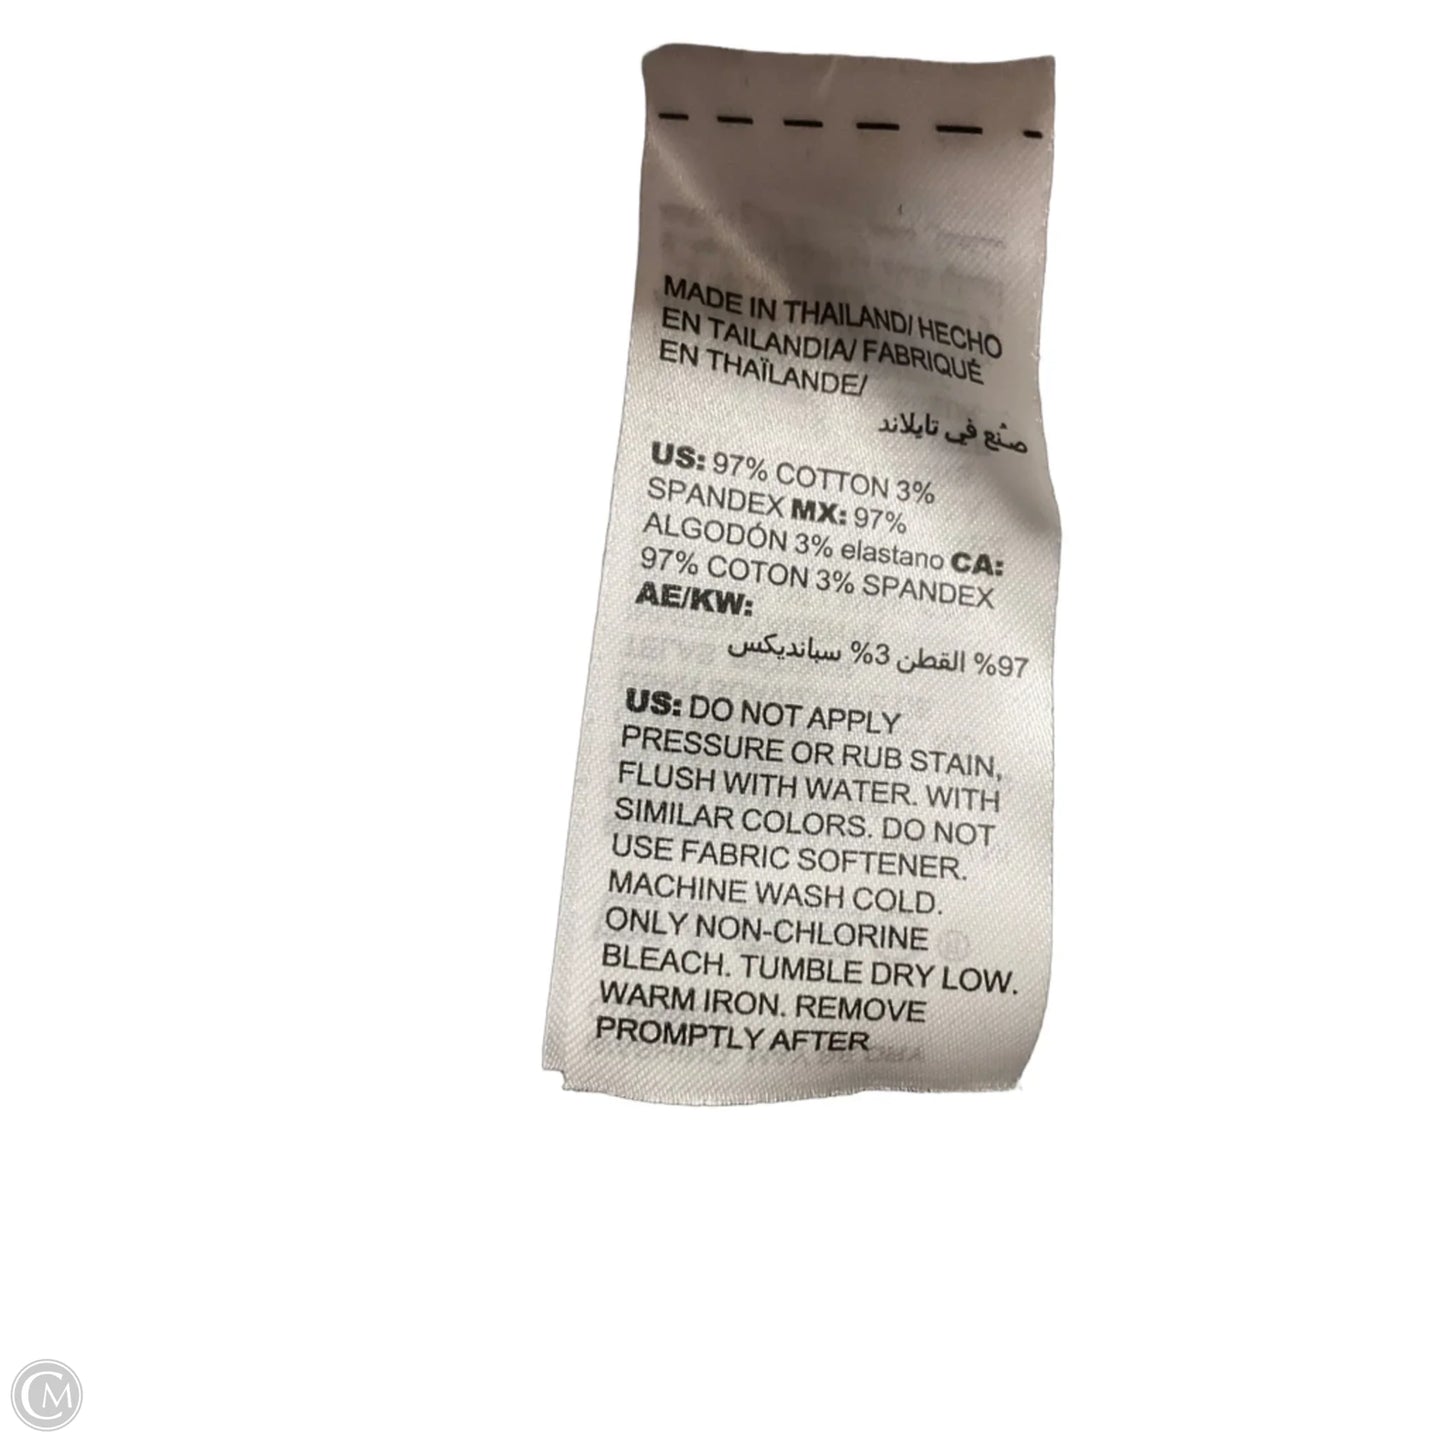 MADE IN THAILAND/ HECHO
EN TAILANDIA/ FABRIQUÉ
EN THAÏLANDE/
صُنع في تايلاند
US: 97% COTTON 3%
SPANDEX MX: 97%
ALGODÓN 3% elastano CA:
97% COTON 3% SPANDEX
AE/KW:
97% القطن 3% سبانديكس
US: DO NOT APPLY
PRESSURE OR RUB STAIN,
FLUSH WITH WATER. WITH
SIMILAR COLORS. DO NOT
USE FABRIC SOFTENER.
MACHINE WASH COLD.
ONLY NON-CHLORINE
BLEACH. TUMBLE DRY LOW.
WARM IRON. REMOVE
PROMPTLY AFTER
CM